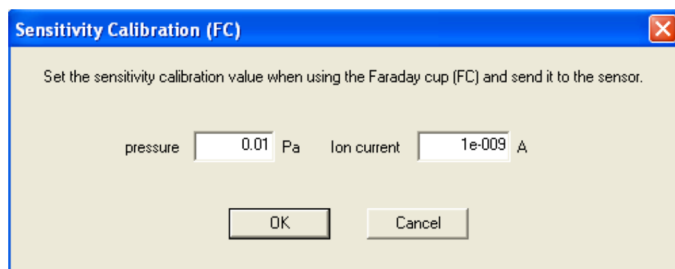 Sensitivity Calibration (FC)
Set the sensitivity calibration value when using the Faraday cup (FC) and send it to the sensor.
pressure 0.01 Pa Ion current 1e-009 A
OK Cancel